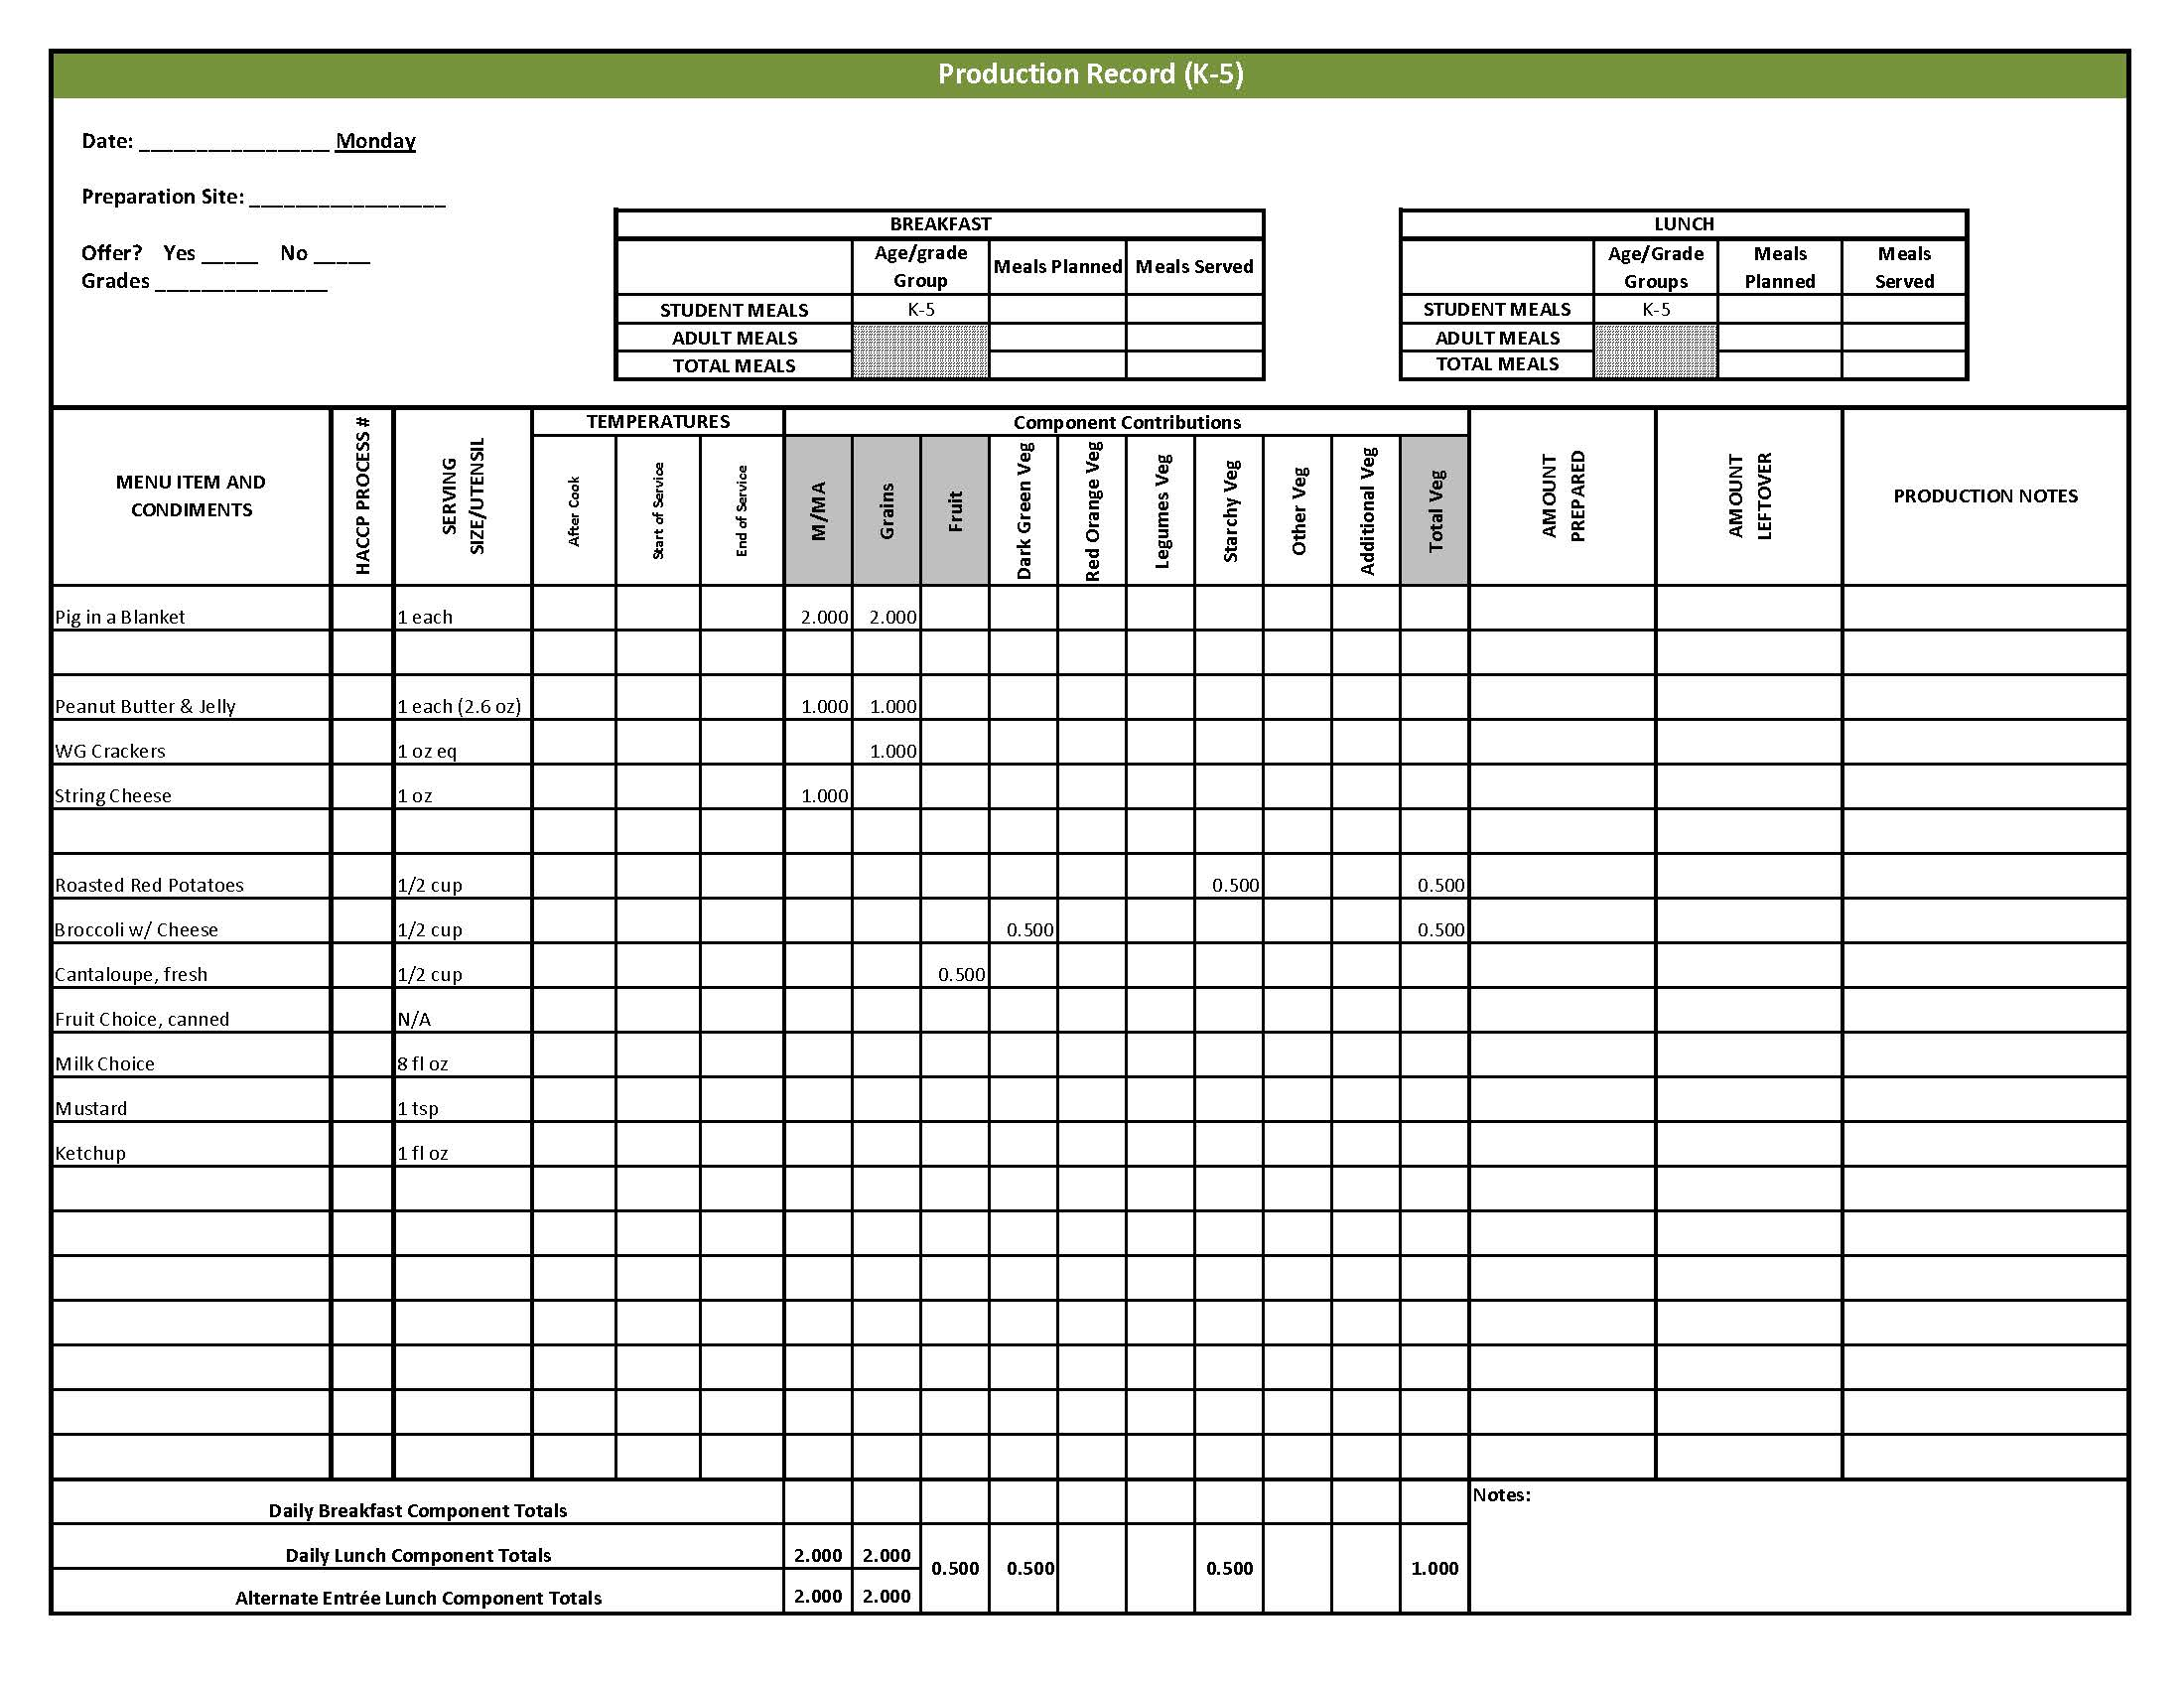 Production Record (K-5)
Date: ________________ Monday
Preparation Site: _________________
Offer? Yes _____ No _____
Grades _______________
BREAKFAST
Age/grade Group
Meals Planned
Meals Served
STUDENT MEALS K-5
ADULT MEALS
TOTAL MEALS
LUNCH
Age/Grade Groups
Meals Planned
Meals Served
STUDENT MEALS K-5
ADULT MEALS
TOTAL MEALS
MENU ITEM AND
CONDIMENTS
HACCP PROCESS #
SERVING
SIZE/UTENSIL
TEMPERATURES
After Cook
Start of Service
End of Service
Component Contributions
M/MA
Grains
Fruit
Dark Green Veg
Red Orange Veg
Legumes Veg
Starchy Veg
Other Veg
Additional Veg
Total Veg
AMOUNT
PREPARED
AMOUNT
LEFTOVER
PRODUCTION NOTES
Pig in a Blanket 1 each 2.000 2.000
Peanut Butter & Jelly 1 each (2.6 oz) 1.000 1.000
WG Crackers 1 oz eq 1.000
String Cheese 1 oz 1.000
Roasted Red Potatoes 1/2 cup 0.500 0.500
Broccoli w/ Cheese 1/2 cup 0.500 0.500
Cantaloupe, fresh 1/2 cup 0.500
Fruit Choice, canned N/A
Milk Choice 8 fl oz
Mustard 1 tsp
Ketchup 1 fl oz
Daily Breakfast Component Totals
Notes:
Daily Lunch Component Totals 2.000 2.000
0.500 0.500 0.500 1.000
Alternate Entrée Lunch Component Totals 2.000 2.000